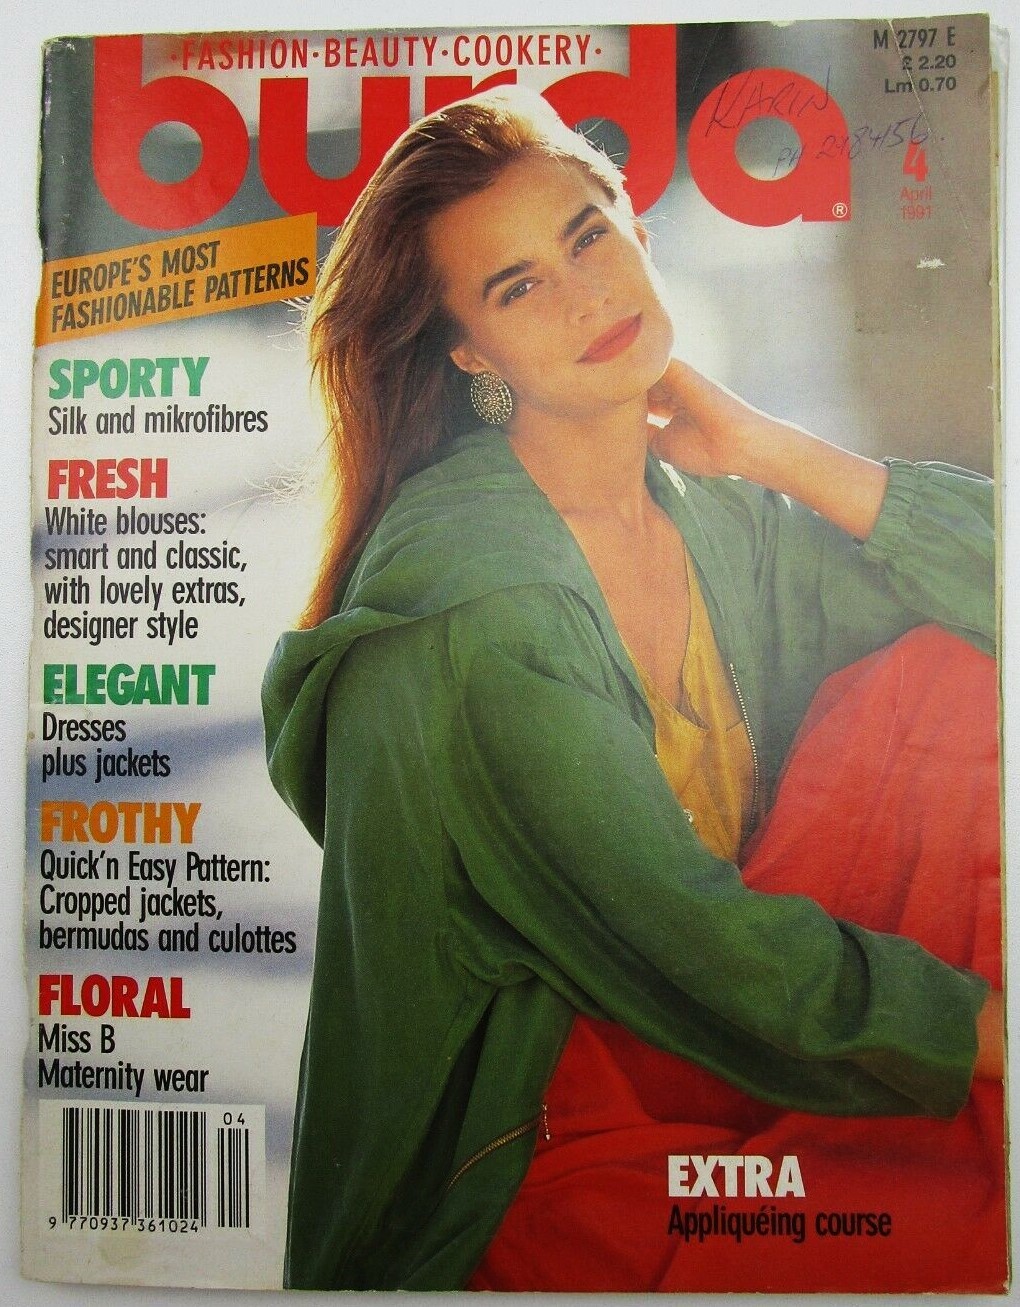 ·FASHION·BEAUTY·COOKERY·
burda®
M 2797 E
£ 2.20
Lm 0.70
KARIN
PH 248456.
4
April
1991
EUROPE'S MOST
FASHIONABLE PATTERNS
SPORTY
Silk and mikrofibres
FRESH
White blouses:
smart and classic,
with lovely extras,
designer style
ELEGANT
Dresses
plus jackets
FROTHY
Quick'n Easy Pattern:
Cropped jackets,
bermudas and culottes
FLORAL
Miss B
Maternity wear
04
9 770937 361024
EXTRA
Appliquéing course